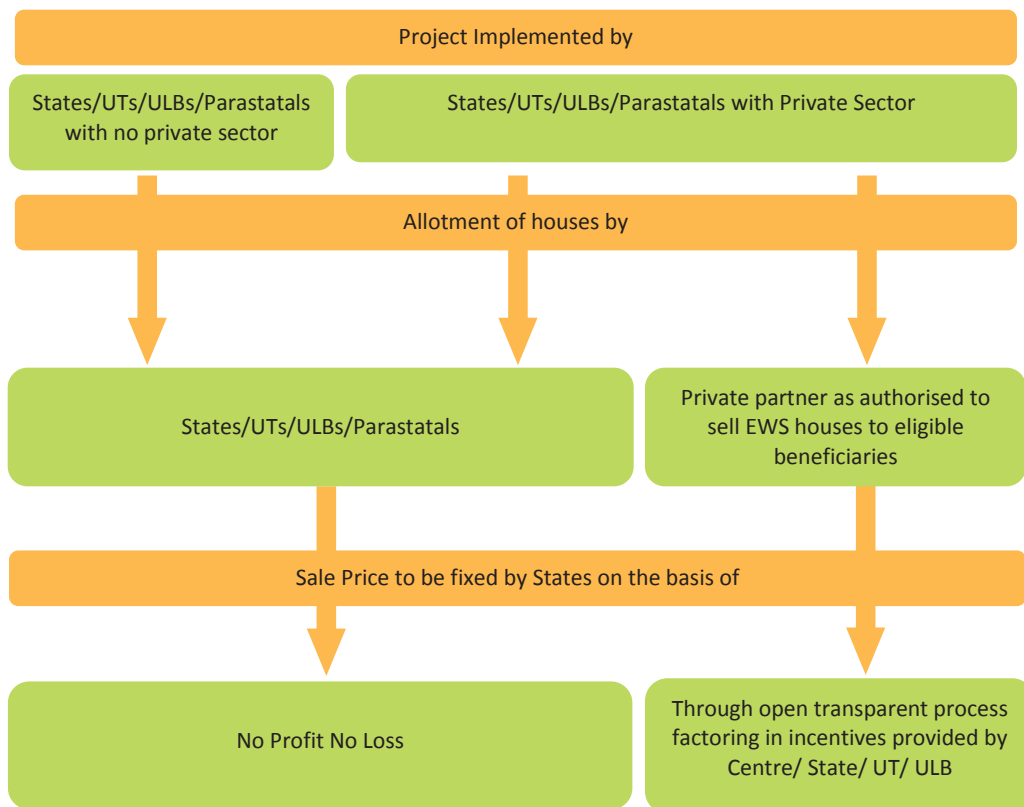 Project Implemented by
States/UTs/ULBs/Parastatals
with no private sector
States/UTs/ULBs/Parastatals with Private Sector
Allotment of houses by
States/UTs/ULBs/Parastatals
Private partner as authorised to
sell EWS houses to eligible
beneficiaries
Sale Price to be fixed by States on the basis of
No Profit No Loss
Through open transparent process
factoring in incentives provided by
Centre/ State/ UT/ ULB